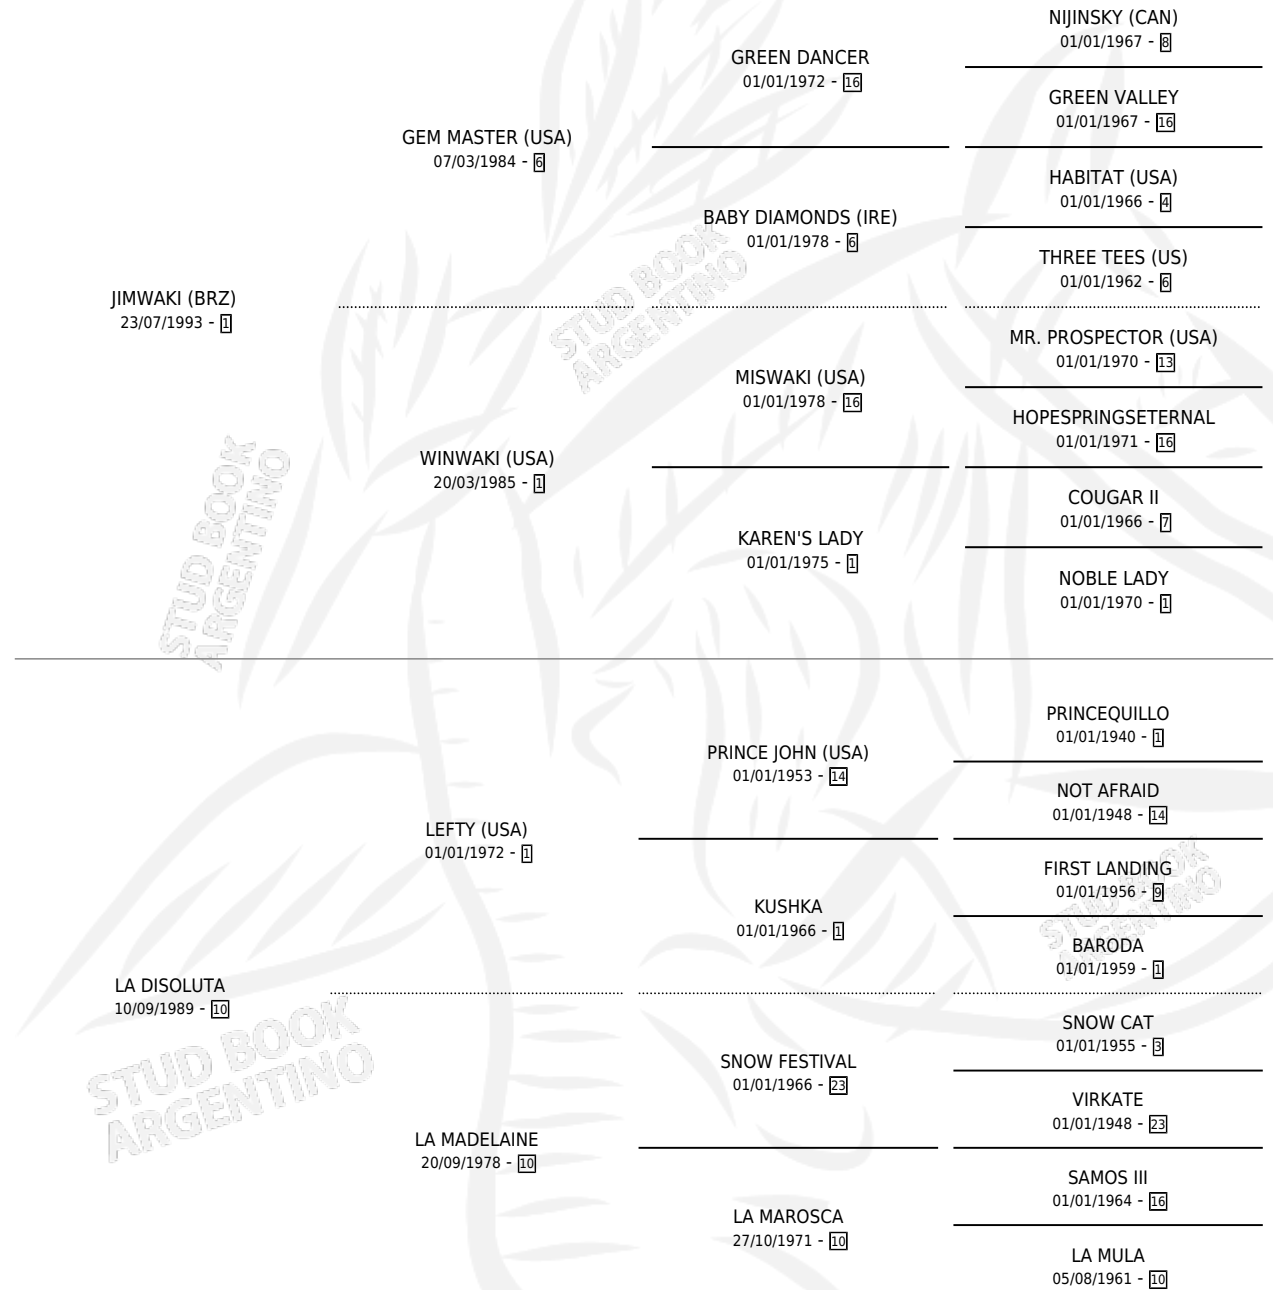 NIJINSKY (CAN)
01/01/1967 - 8
GREEN DANCER
01/01/1972 - 16
GREEN VALLEY
01/01/1967 - 16
GEM MASTER (USA)
07/03/1984 - 6
HABITAT (USA)
01/01/1966 - 4
BABY DIAMONDS (IRE)
01/01/1978 - 6
THREE TEES (US)
01/01/1962 - 6
JIMWAKI (BRZ)
23/07/1993 - 1
MR. PROSPECTOR (USA)
01/01/1970 - 13
MISWAKI (USA)
01/01/1978 - 16
HOPESPRINGSETERNAL
01/01/1971 - 16
WINWAKI (USA)
20/03/1985 - 1
COUGAR II
01/01/1966 - 7
KAREN'S LADY
01/01/1975 - 1
NOBLE LADY
01/01/1970 - 1
PRINCEQUILLO
01/01/1940 - 1
PRINCE JOHN (USA)
01/01/1953 - 14
NOT AFRAID
01/01/1948 - 14
LEFTY (USA)
01/01/1972 - 1
FIRST LANDING
01/01/1956 - 9
KUSHKA
01/01/1966 - 1
BARODA
01/01/1959 - 1
LA DISOLUTA
10/09/1989 - 10
SNOW CAT
01/01/1955 - 3
SNOW FESTIVAL
01/01/1966 - 23
VIRKATE
01/01/1948 - 23
LA MADELAINE
20/09/1978 - 10
SAMOS III
01/01/1964 - 16
LA MAROSCA
27/10/1971 - 10
LA MULA
05/08/1961 - 10
STUD BOOK
ARGENTINO
STUD BOOK
ARGENTINO
STUD BOOK
ARGENTINO
STUD BOOK
ARGENTINO